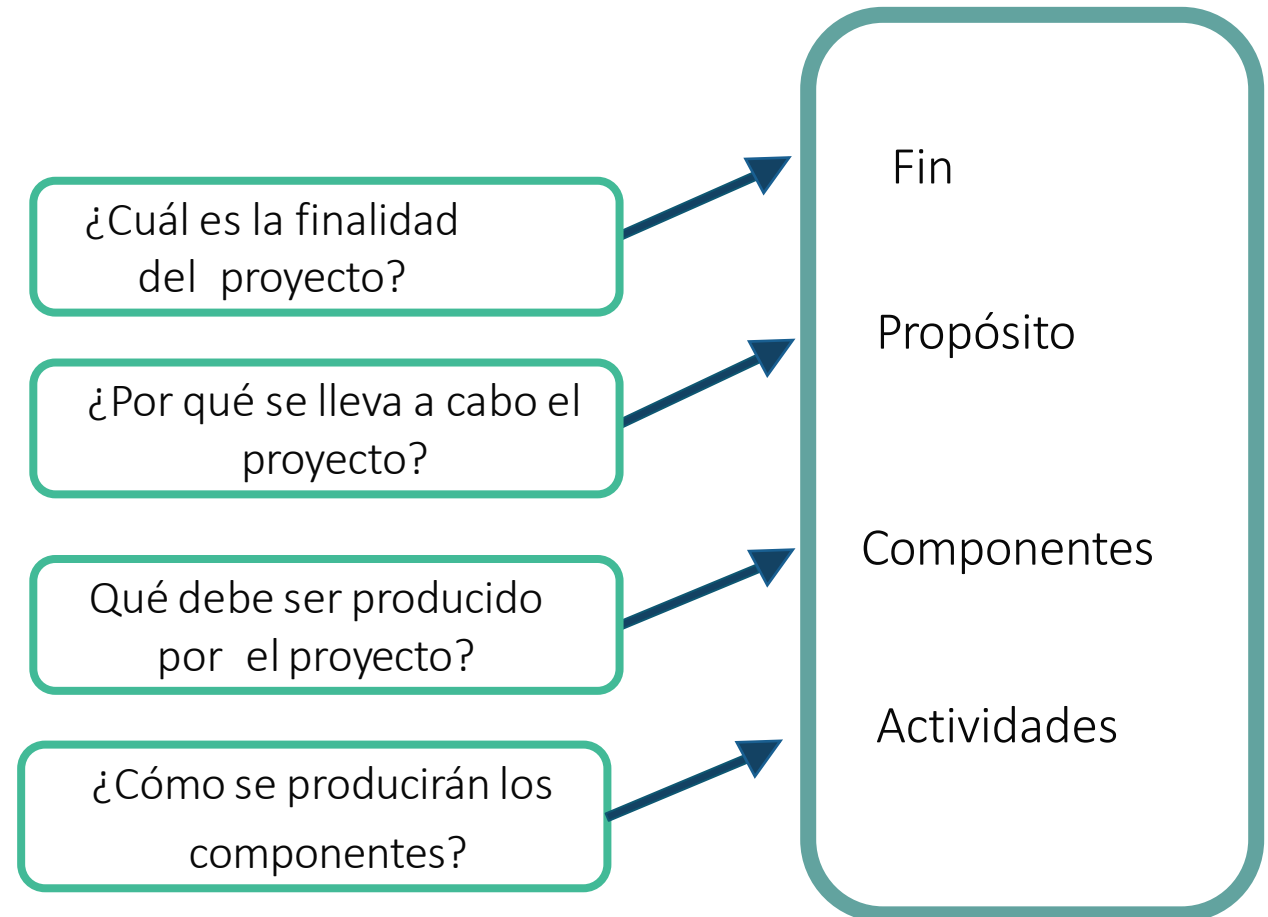 Fin
¿Cuál es la finalidad
del proyecto?
Propósito
¿Por qué se lleva a cabo el
proyecto?
Componentes
Qué debe ser producido
por el proyecto?
Actividades
¿Cómo se producirán los
componentes?